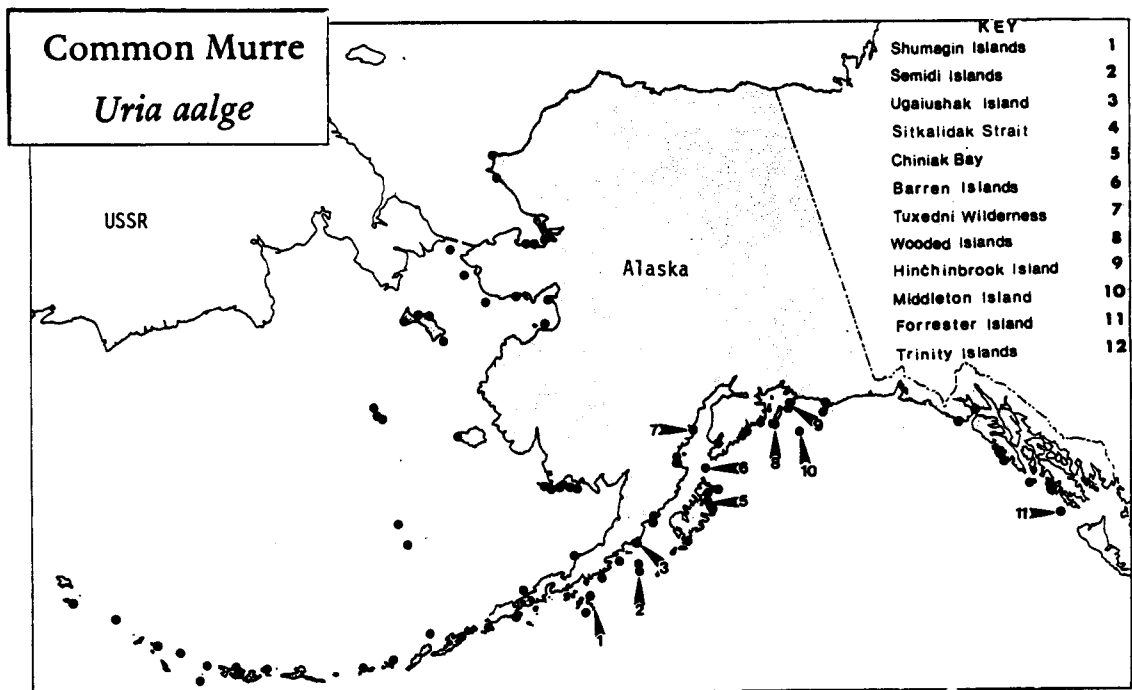 Common Murre
Uria aalge
KEY
Shumagin Islands 1
Semidi Islands 2
Ugaiushak Island 3
Sitkalidak Strait 4
Chiniak Bay 5
Barren Islands 6
Tuxedni Wilderness 7
Wooded Islands 8
Hinchinbrook Island 9
Middleton Island 10
Forrester Island 11
Trinity Islands 12
USSR
Alaska
7
9
8
10
6
5
11
3
2
1